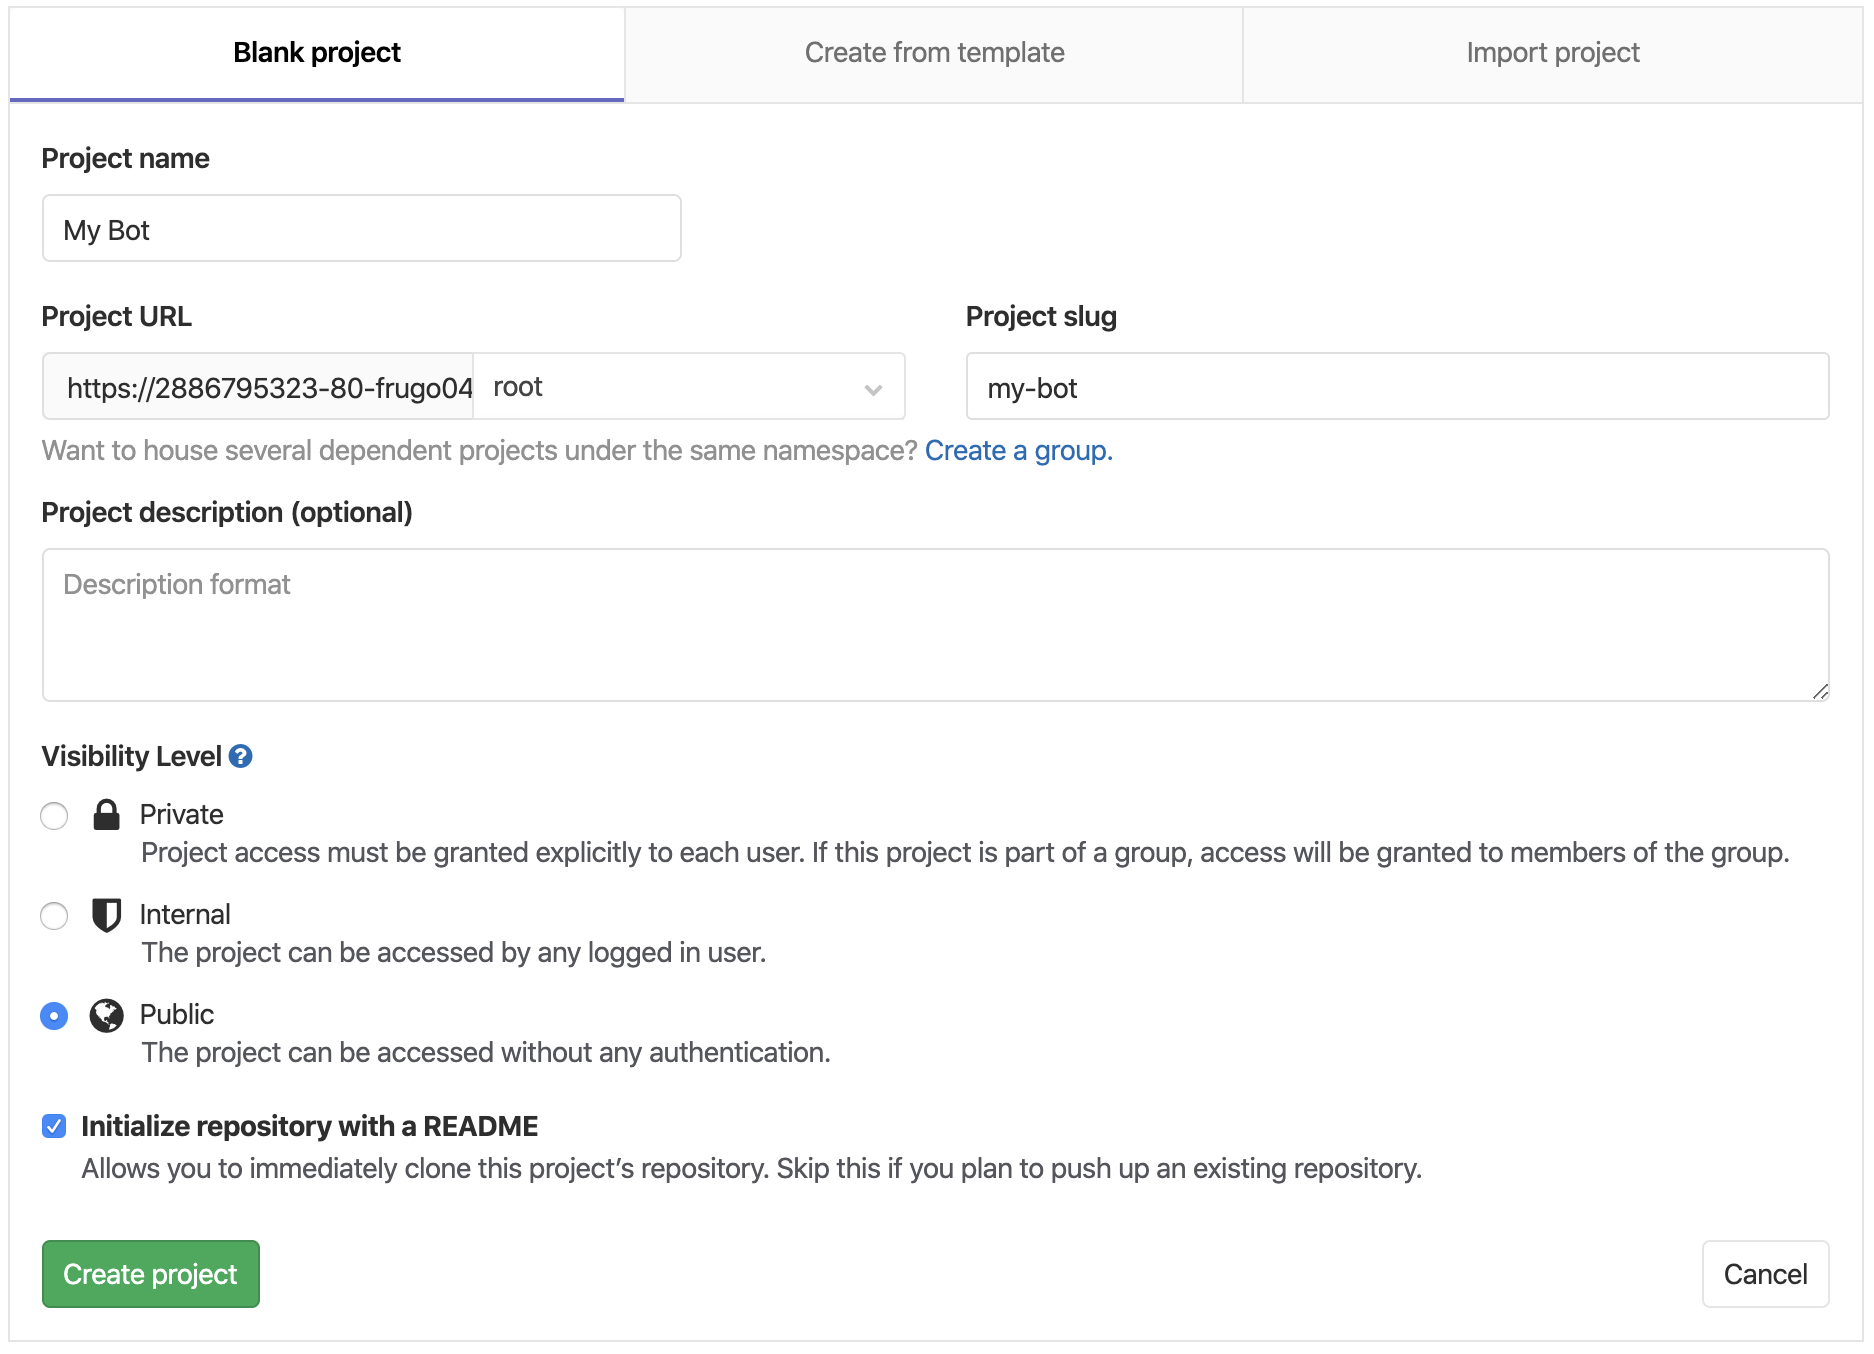 Blank project
Create from template
Import project
Project name
My Bot
Project URL
Project slug
https://2886795323-80-frugo04
root
my-bot
Want to house several dependent projects under the same namespace? Create a group.
Project description (optional)
Description format
Visibility Level ?
Private
Project access must be granted explicitly to each user. If this project is part of a group, access will be granted to members of the group.
Internal
The project can be accessed by any logged in user.
Public
The project can be accessed without any authentication.
Initialize repository with a README
Allows you to immediately clone this project’s repository. Skip this if you plan to push up an existing repository.
Create project
Cancel